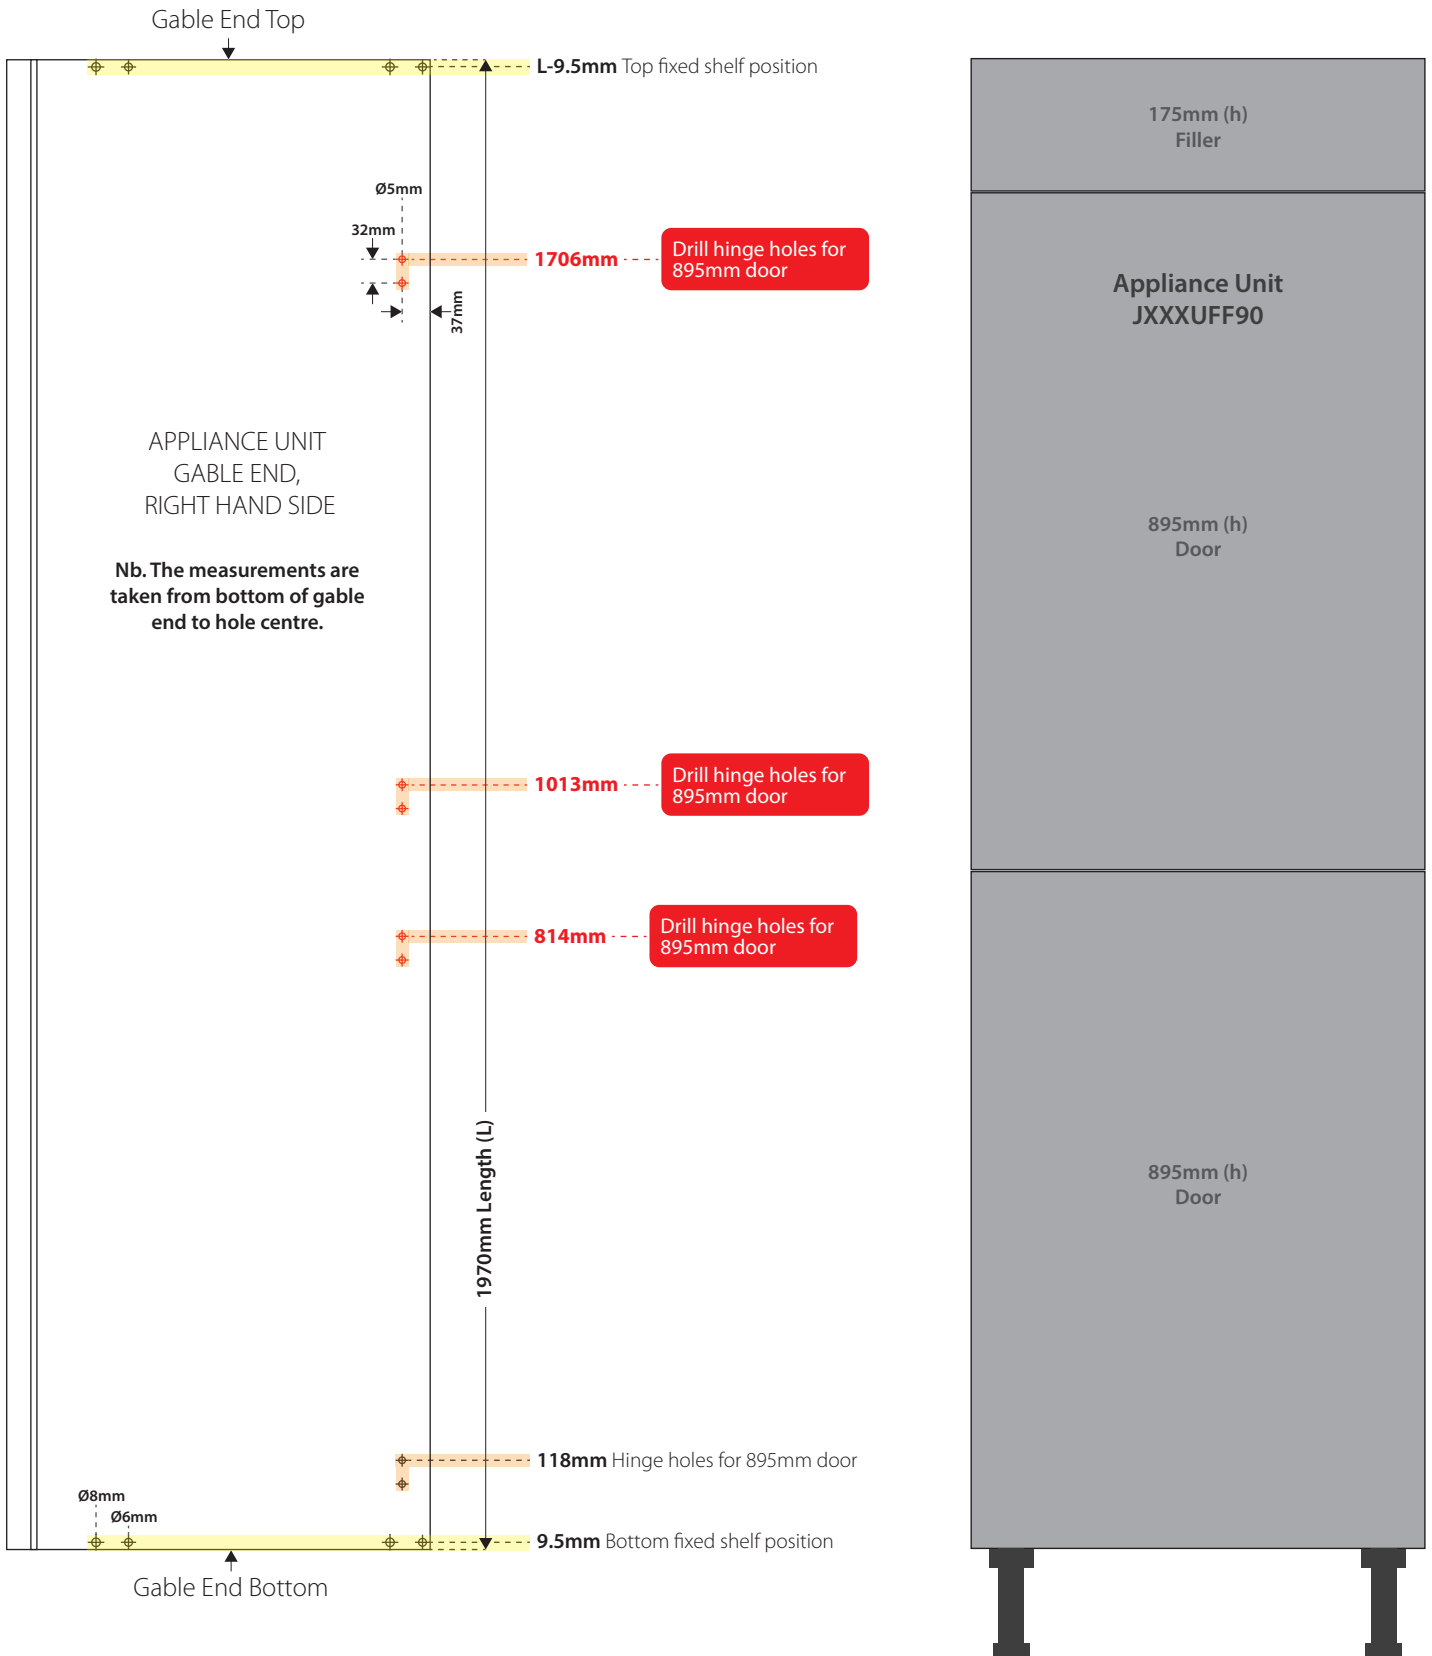 Gable End Top
L-9.5mm Top fixed shelf position
175mm (h)
Filler
Ø5mm
32mm
1706mm
Drill hinge holes for
895mm door
37mm
Appliance Unit
JXXXUFF90
APPLIANCE UNIT
GABLE END,
RIGHT HAND SIDE
Nb. The measurements are
taken from bottom of gable
end to hole centre.
895mm (h)
Door
1013mm
Drill hinge holes for
895mm door
814mm
Drill hinge holes for
895mm door
1970mm Length (L)
895mm (h)
Door
118mm Hinge holes for 895mm door
Ø8mm
Ø6mm
9.5mm Bottom fixed shelf position
Gable End Bottom